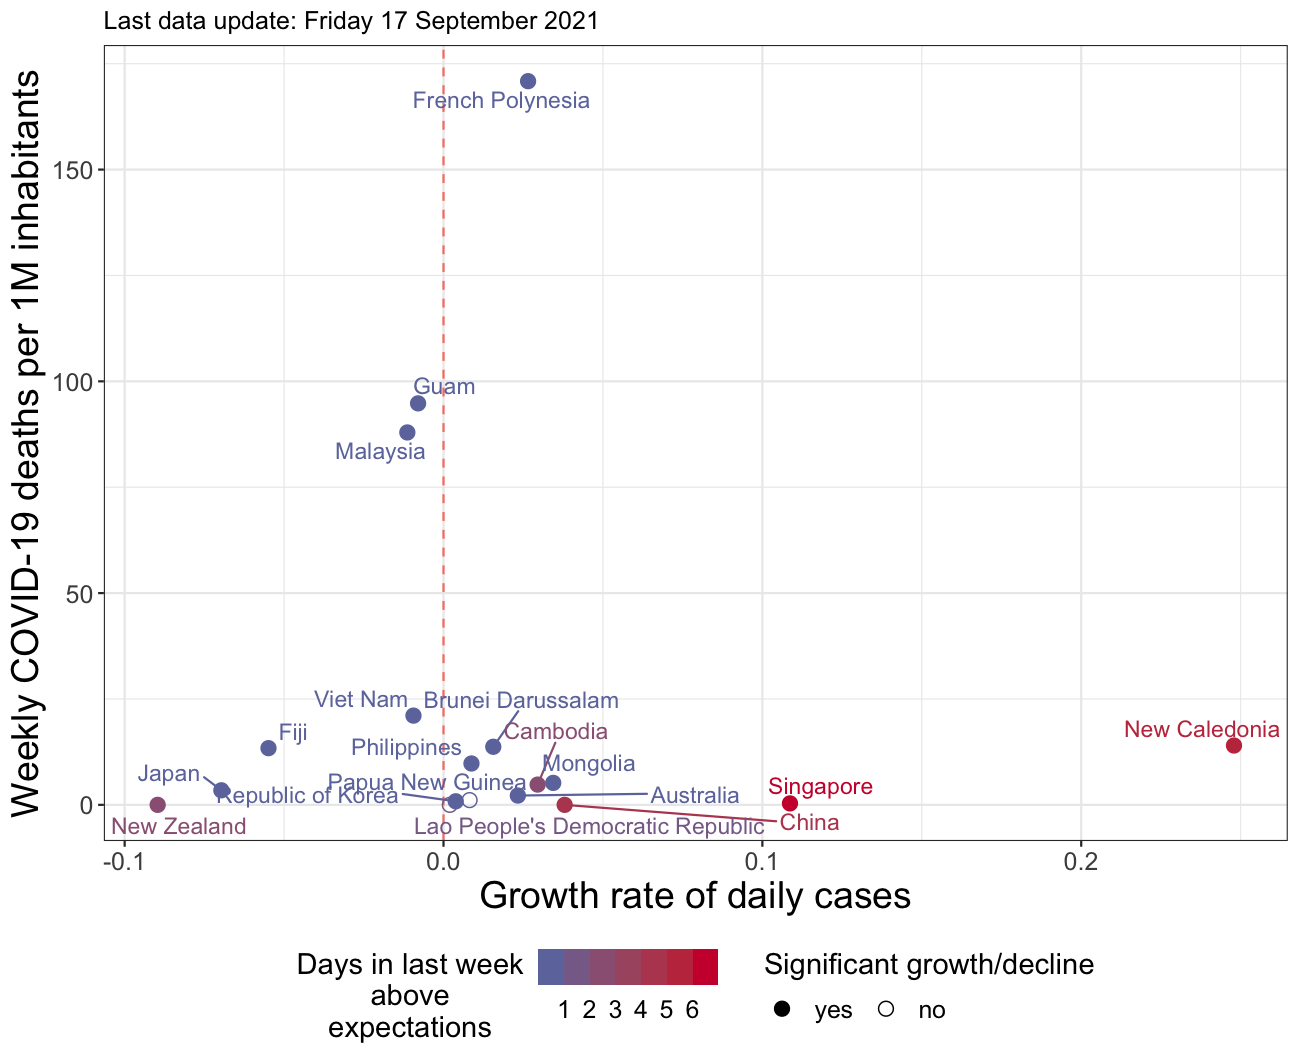 Last data update: Friday 17 September 2021
Weekly COVID-19 deaths per 1M inhabitants
150
100
50
0
French Polynesia
Guam
Malaysia
Viet Nam
Brunei Darussalam
Fiji
Cambodia
New Caledonia
Philippines
Mongolia
Japan
Papua New Guinea
Singapore
Republic of Korea
Australia
New Zealand
Lao People's Democratic Republic
China
-0.1 0.0 0.1 0.2
Growth rate of daily cases
Days in last week
above
expectations
1 2 3 4 5 6
Significant growth/decline
yes no